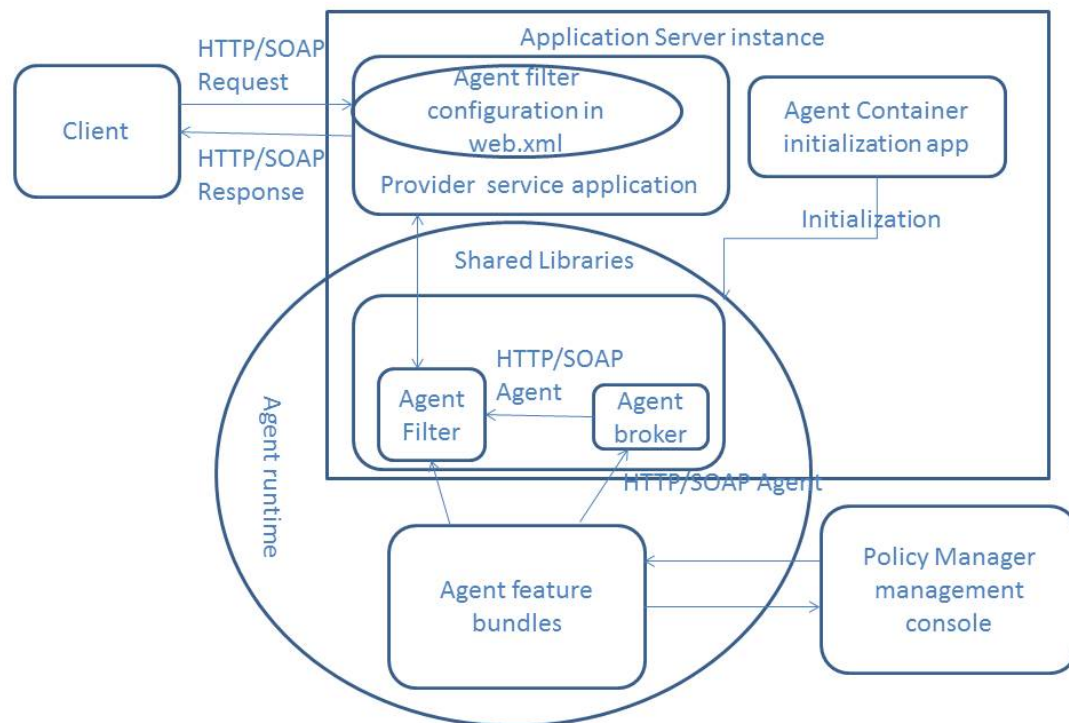 Application Server instance
HTTP/SOAP
Request
Client
HTTP/SOAP
Response
Agent filter
configuration in
web.xml
Provider service application
Agent Container
initialization app
Initialization
Shared Libraries
HTTP/SOAP
Agent
Agent
Filter
Agent
broker
HTTP/SOAP Agent
Agent runtime
Agent feature
bundles
Policy Manager
management
console